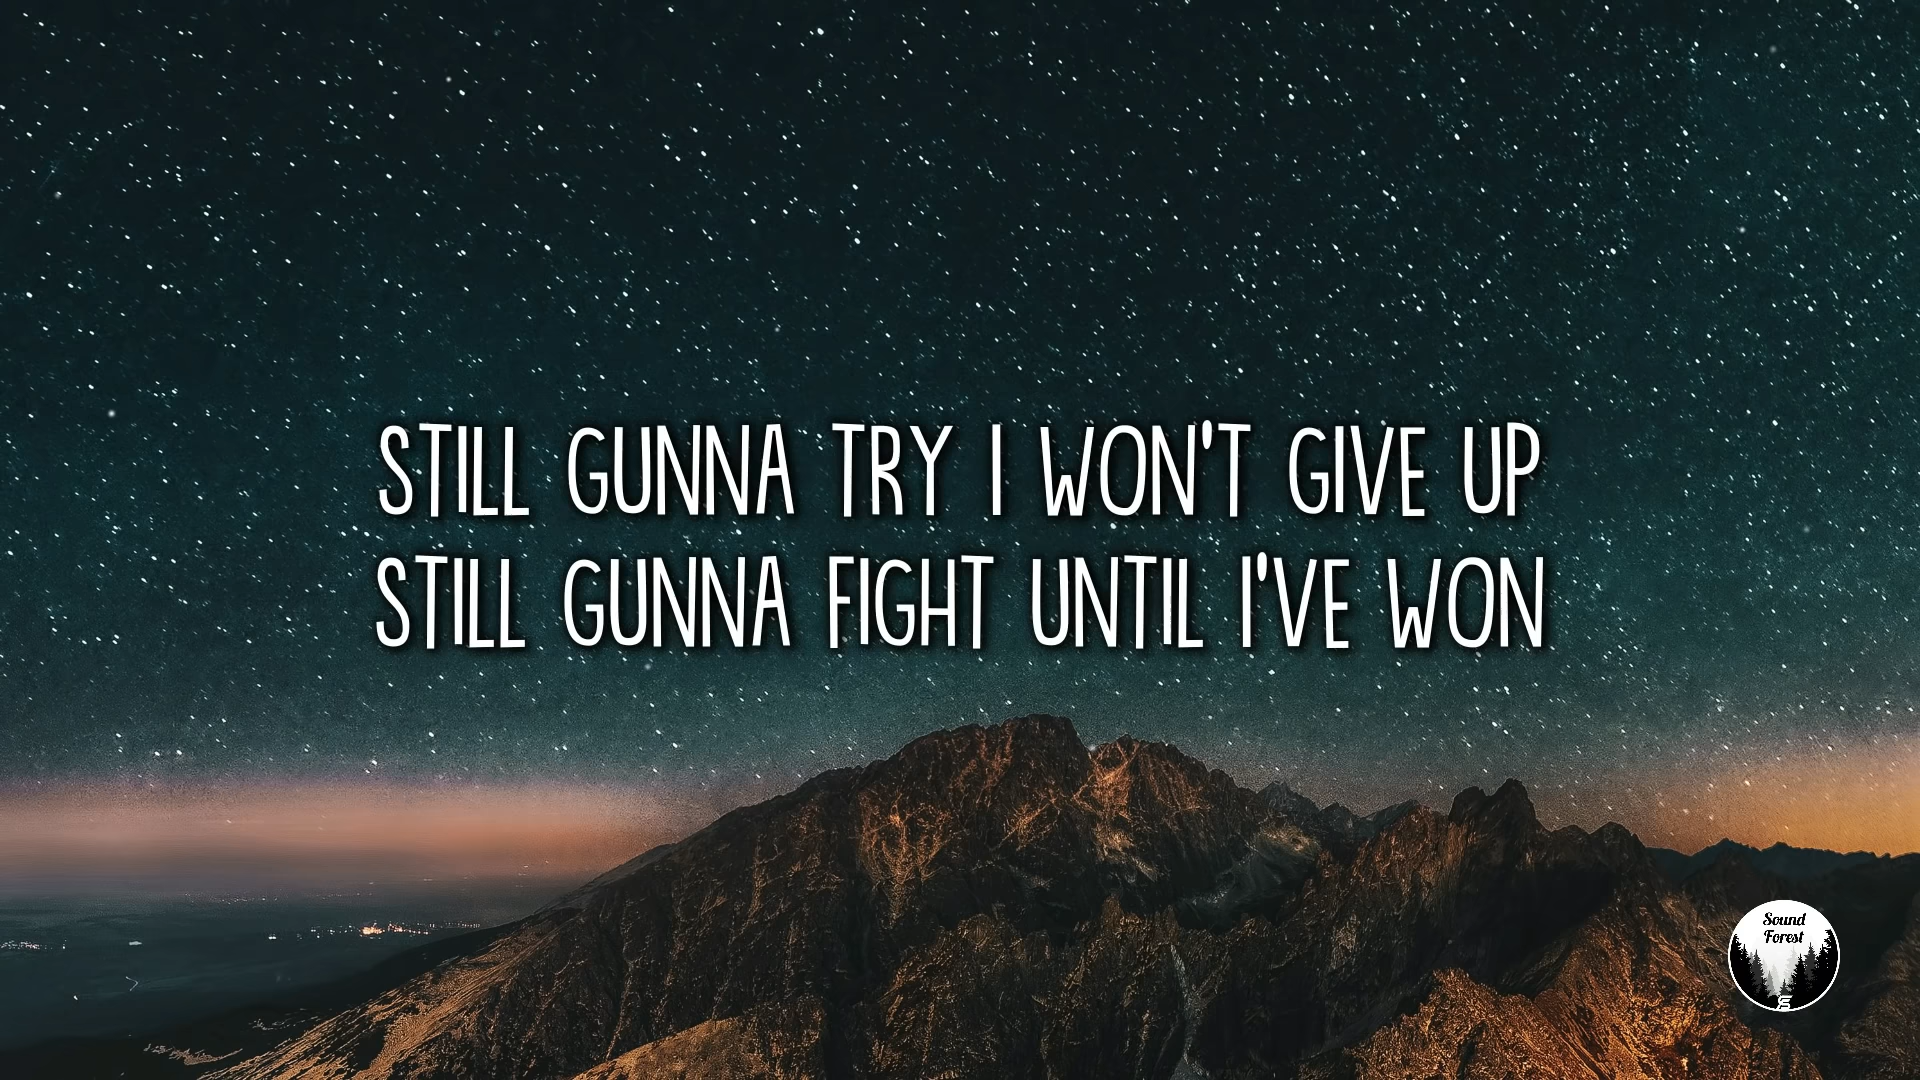 STILL GUNNA TRY I WON'T GIVE UP
STILL GUNNA FIGHT UNTIL I'VE WON
Sound
Forest